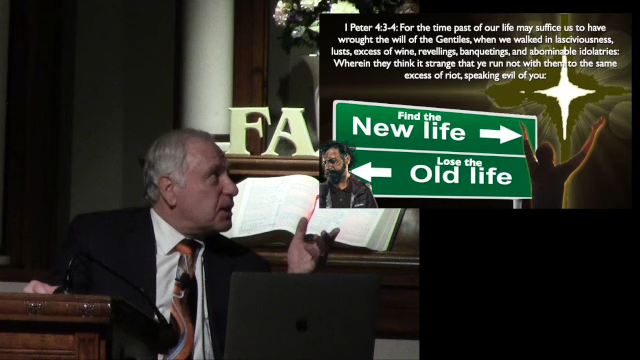 1 Peter 4:3-4: For the time past of our life may suffice us to have
wrought the will of the Gentiles, when we walked in lasciviousness,
lusts, excess of wine, revellings, banquetings, and abominable idolatries:
Wherein they think it strange that ye run not with them to the same
excess of riot, speaking evil of you:
Find the
New life
Lose the
Old life
FA